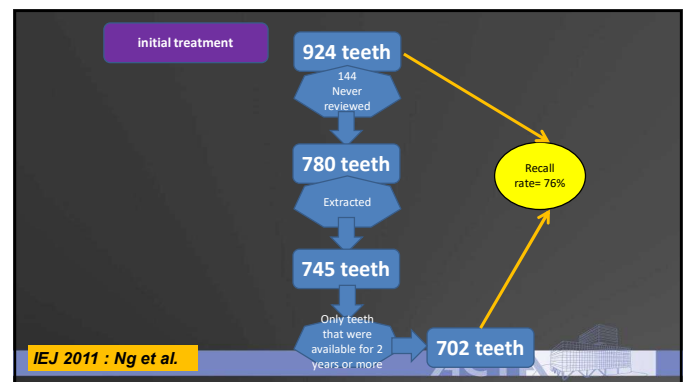 initial treatment
924 teeth
144
Never
reviewed
780 teeth
Recall
rate= 76%
Extracted
745 teeth
Only teeth
that were
available for 2
years or more
702 teeth
IEJ 2011 : Ng et al.
ACTA